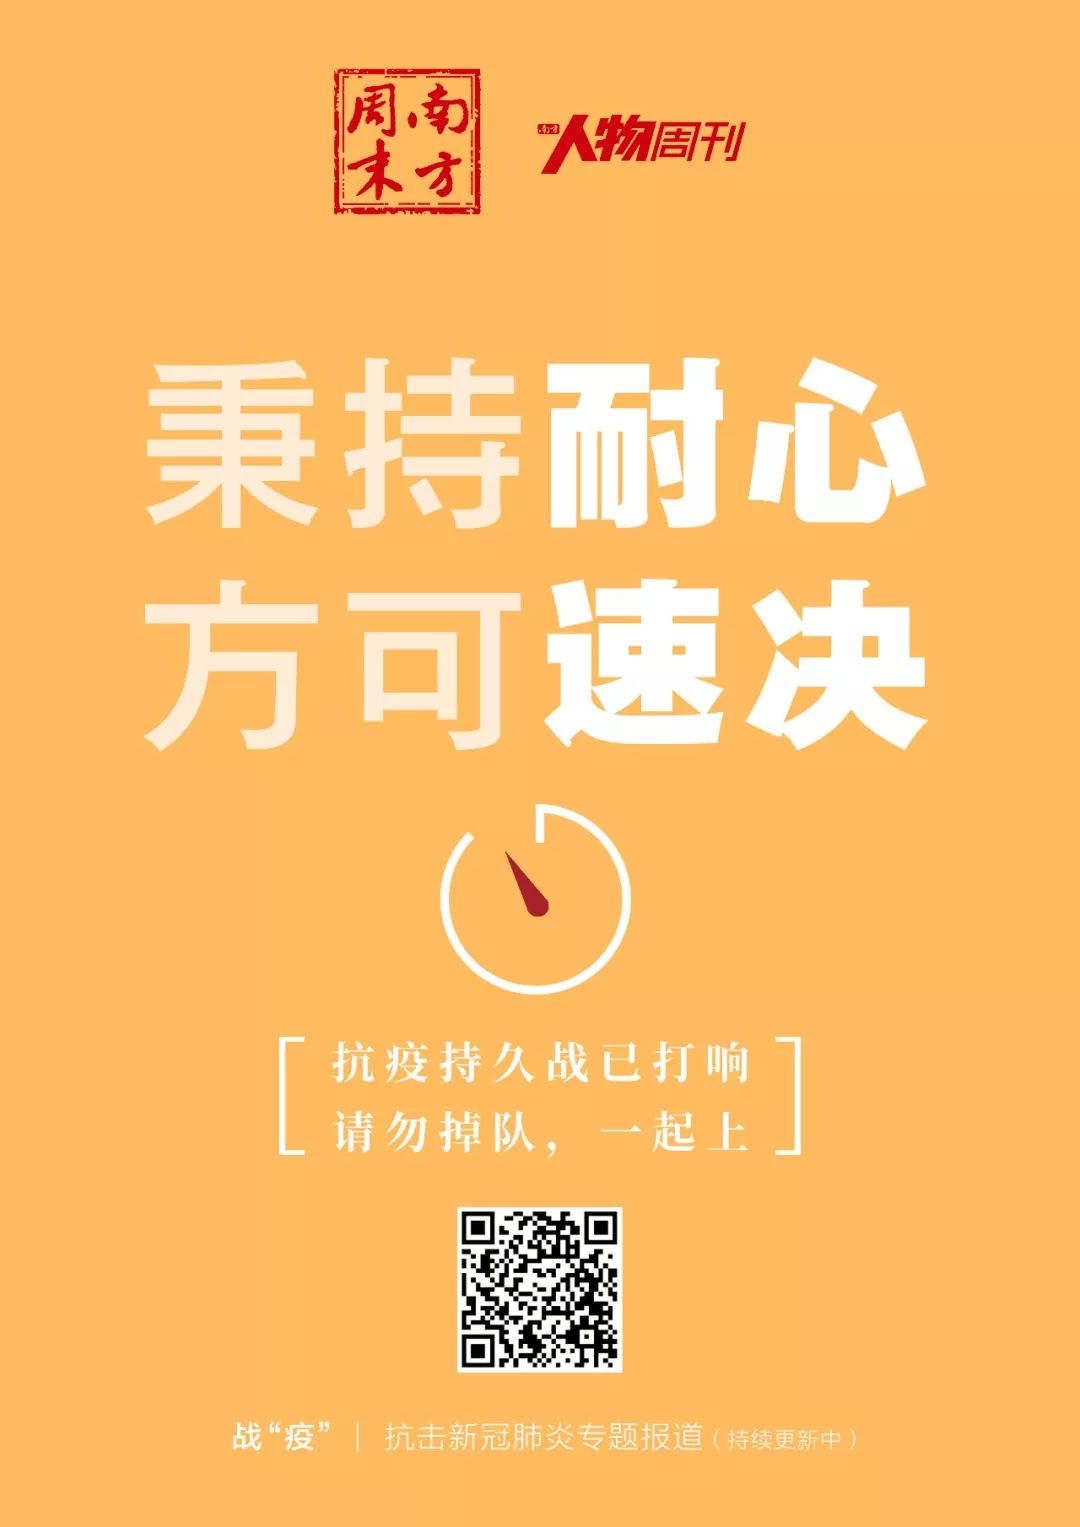 南方周末
南方人物周刊
秉持耐心
方可速决
抗疫持久战已打响
请勿掉队，一起上
战“疫”｜抗击新冠肺炎专题报道（持续更新中）